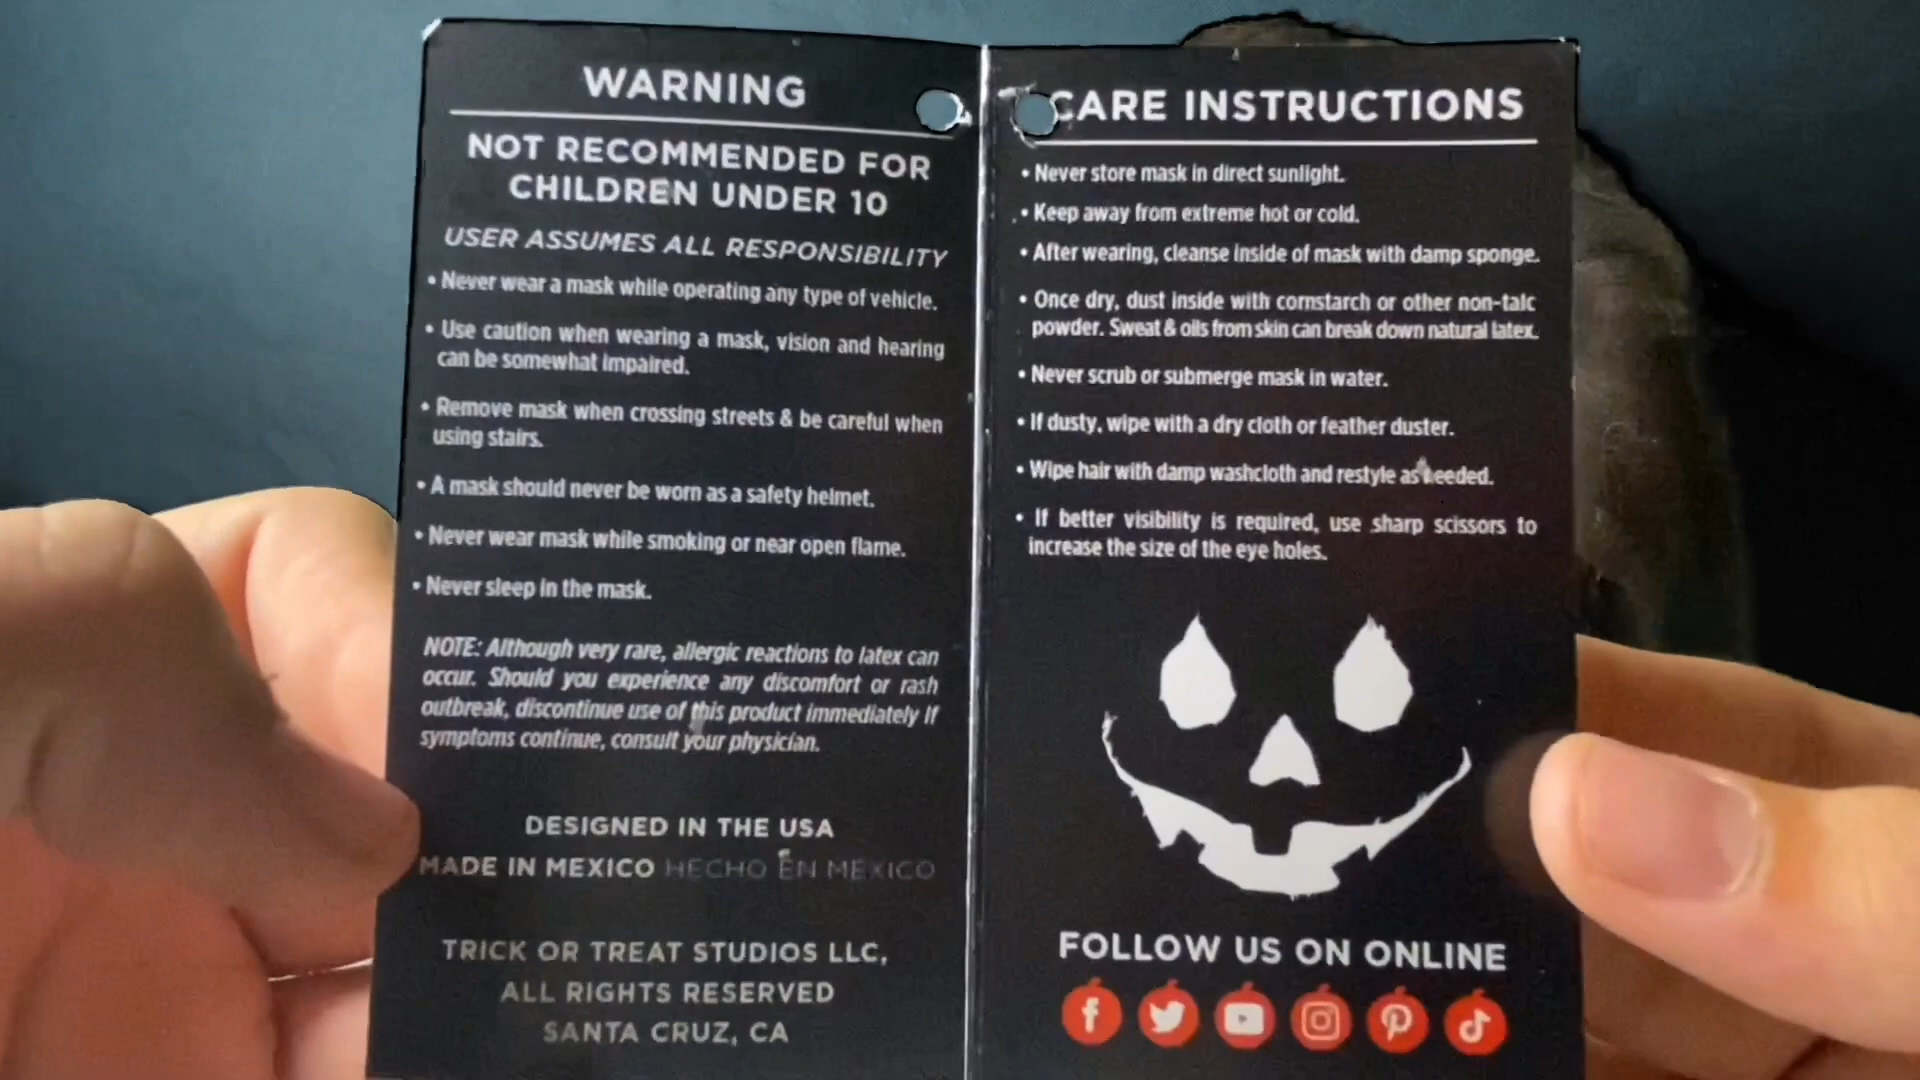 WARNING
NOT RECOMMENDED FOR
CHILDREN UNDER 10
USER ASSUMES ALL RESPONSIBILITY
• Never wear a mask while operating any type of vehicle.
• Use caution when wearing a mask, vision and hearing
can be somewhat impaired.
• Remove mask when crossing streets & be careful when
using stairs.
• A mask should never be worn as a safety helmet.
• Never wear mask while smoking or near open flame.
• Never sleep in the mask.
NOTE: Although very rare, allergic reactions to latex can
occur. Should you experience any discomfort or rash
outbreak, discontinue use of this product immediately If
symptoms continue, consult your physician.
DESIGNED IN THE USA
MADE IN MEXICO HECHO EN MEXICO
TRICK OR TREAT STUDIOS LLC,
ALL RIGHTS RESERVED
SANTA CRUZ, CA
CARE INSTRUCTIONS
• Never store mask in direct sunlight.
• Keep away from extreme hot or cold.
• After wearing, cleanse inside of mask with damp sponge.
• Once dry, dust inside with cornstarch or other non-talc
powder. Sweat & oils from skin can break down natural latex.
• Never scrub or submerge mask in water.
• If dusty, wipe with a dry cloth or feather duster.
• Wipe hair with damp washcloth and restyle as needed.
• If better visibility is required, use sharp scissors to
increase the size of the eye holes.
FOLLOW US ON ONLINE